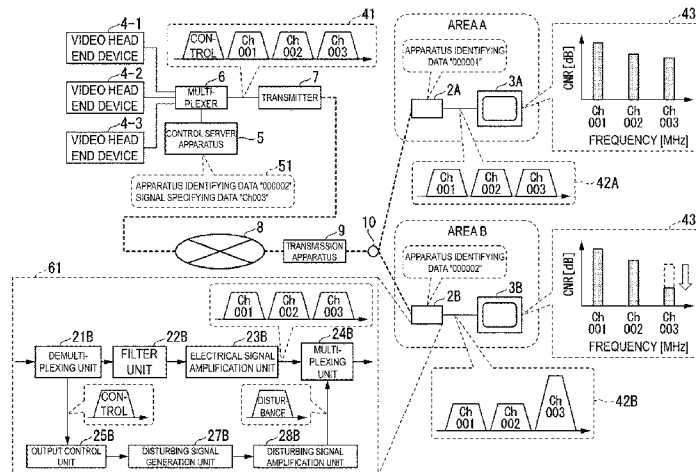 4-1
VIDEO HEAD
END DEVICE
4-2
VIDEO HEAD
END DEVICE
4-3
VIDEO HEAD
END DEVICE
41
CON-
TROL
Ch
001
Ch
002
Ch
003
6
MULTI-
PLEXER
7
TRANSMITTER
5
CONTROL SERVER
APPARATUS
51
APPARATUS IDENTIFYING DATA "000002"
SIGNAL SPECIFYING DATA "Ch003"
8
9
TRANSMISSION
APPARATUS
10
AREA A
APPARATUS IDENTIFYING
DATA "000001"
2A
3A
Ch
001
Ch
002
Ch
003
42A
43
CNR [dB]
Ch
001
Ch
002
Ch
003
FREQUENCY [MHz]
AREA B
APPARATUS IDENTIFYING
DATA "000002"
2B
3B
Ch
001
Ch
002
Ch
003
42B
43
CNR [dB]
Ch
001
Ch
002
Ch
003
FREQUENCY [MHz]
61
Ch
001
Ch
002
Ch
003
21B
DEMULTI-
PLEXING UNIT
22B
FILTER
UNIT
23B
ELECTRICAL SIGNAL
AMPLIFICATION UNIT
24B
MULTI-
PLEXING
UNIT
CON-
TROL
DISTUR-
BANCE
25B
OUTPUT CONTROL
UNIT
27B
DISTURBING SIGNAL
GENERATION UNIT
28B
DISTURBING SIGNAL
AMPLIFICATION UNIT